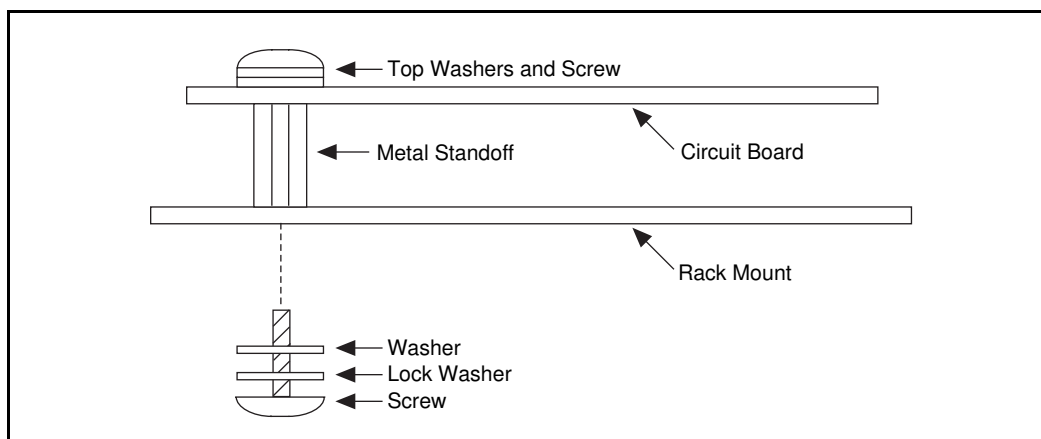 Top Washers and Screw
Circuit Board
Metal Standoff
Rack Mount
Washer
Lock Washer
Screw